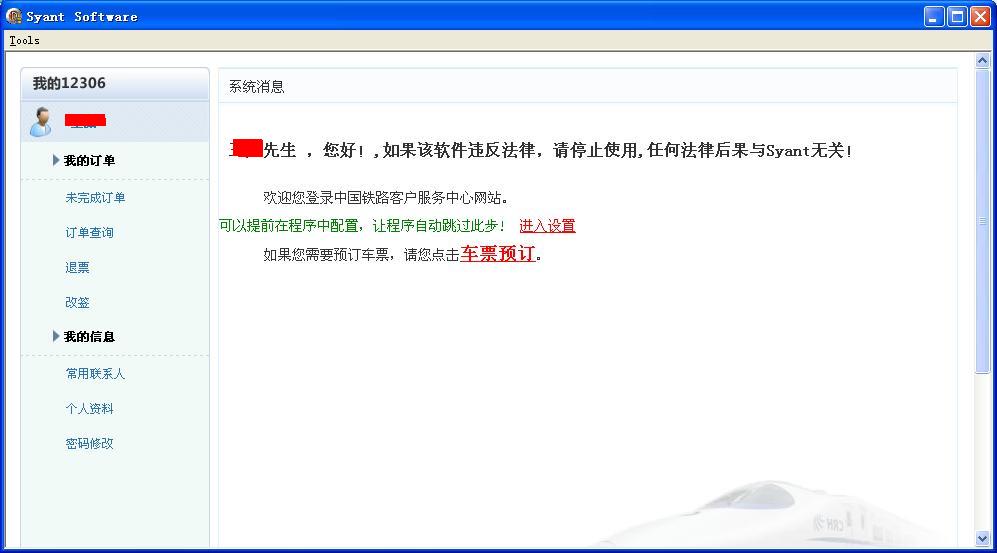 Syant Software
Tools
我的12306
我的订单
未完成订单
订单查询
退票
改签
我的信息
常用联系人
个人资料
密码修改
系统消息
先生 , 您好! ,如果该软件违反法律, 请停止使用,任何法律后果与Syant无关!
欢迎您登录中国铁路客户服务中心网站。
可以提前在程序中配置, 让程序自动跳过此步! 进入设置
如果您需要预订车票, 请您点击车票预订。
CRH